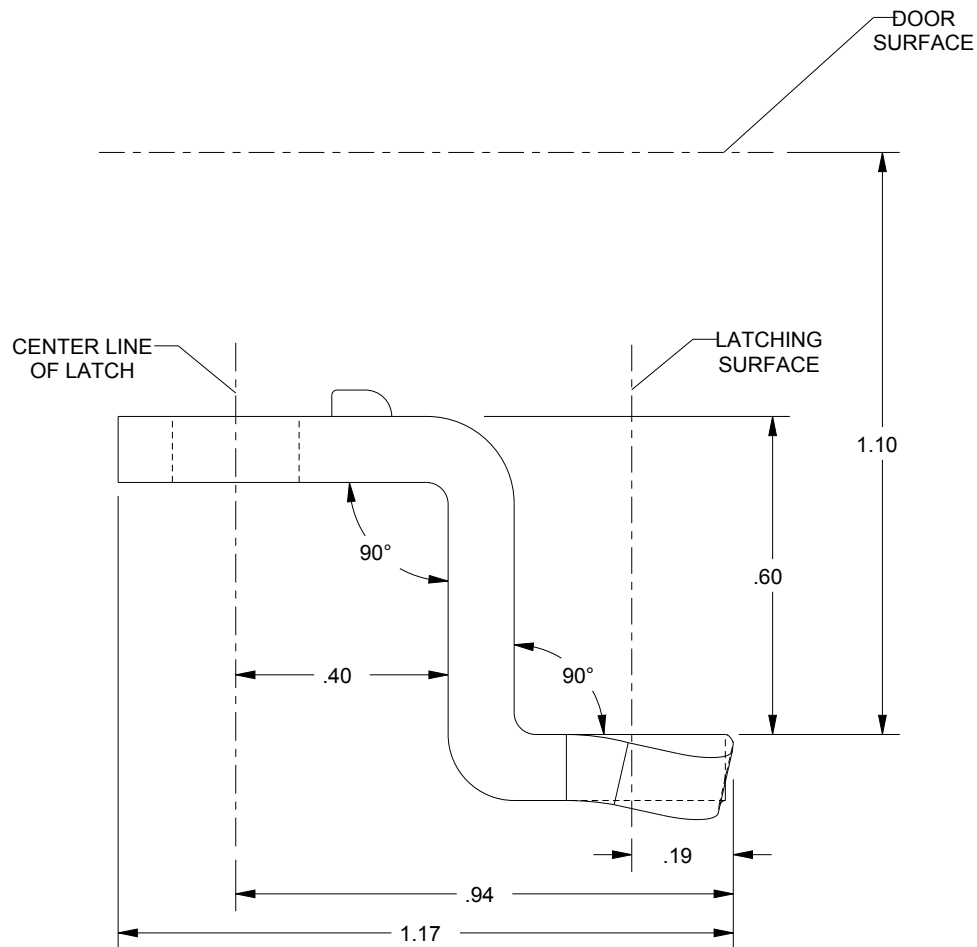 DOOR
SURFACE
CENTER LINE
OF LATCH
LATCHING
SURFACE
1.10
90°
.60
.40
90°
.19
.94
1.17